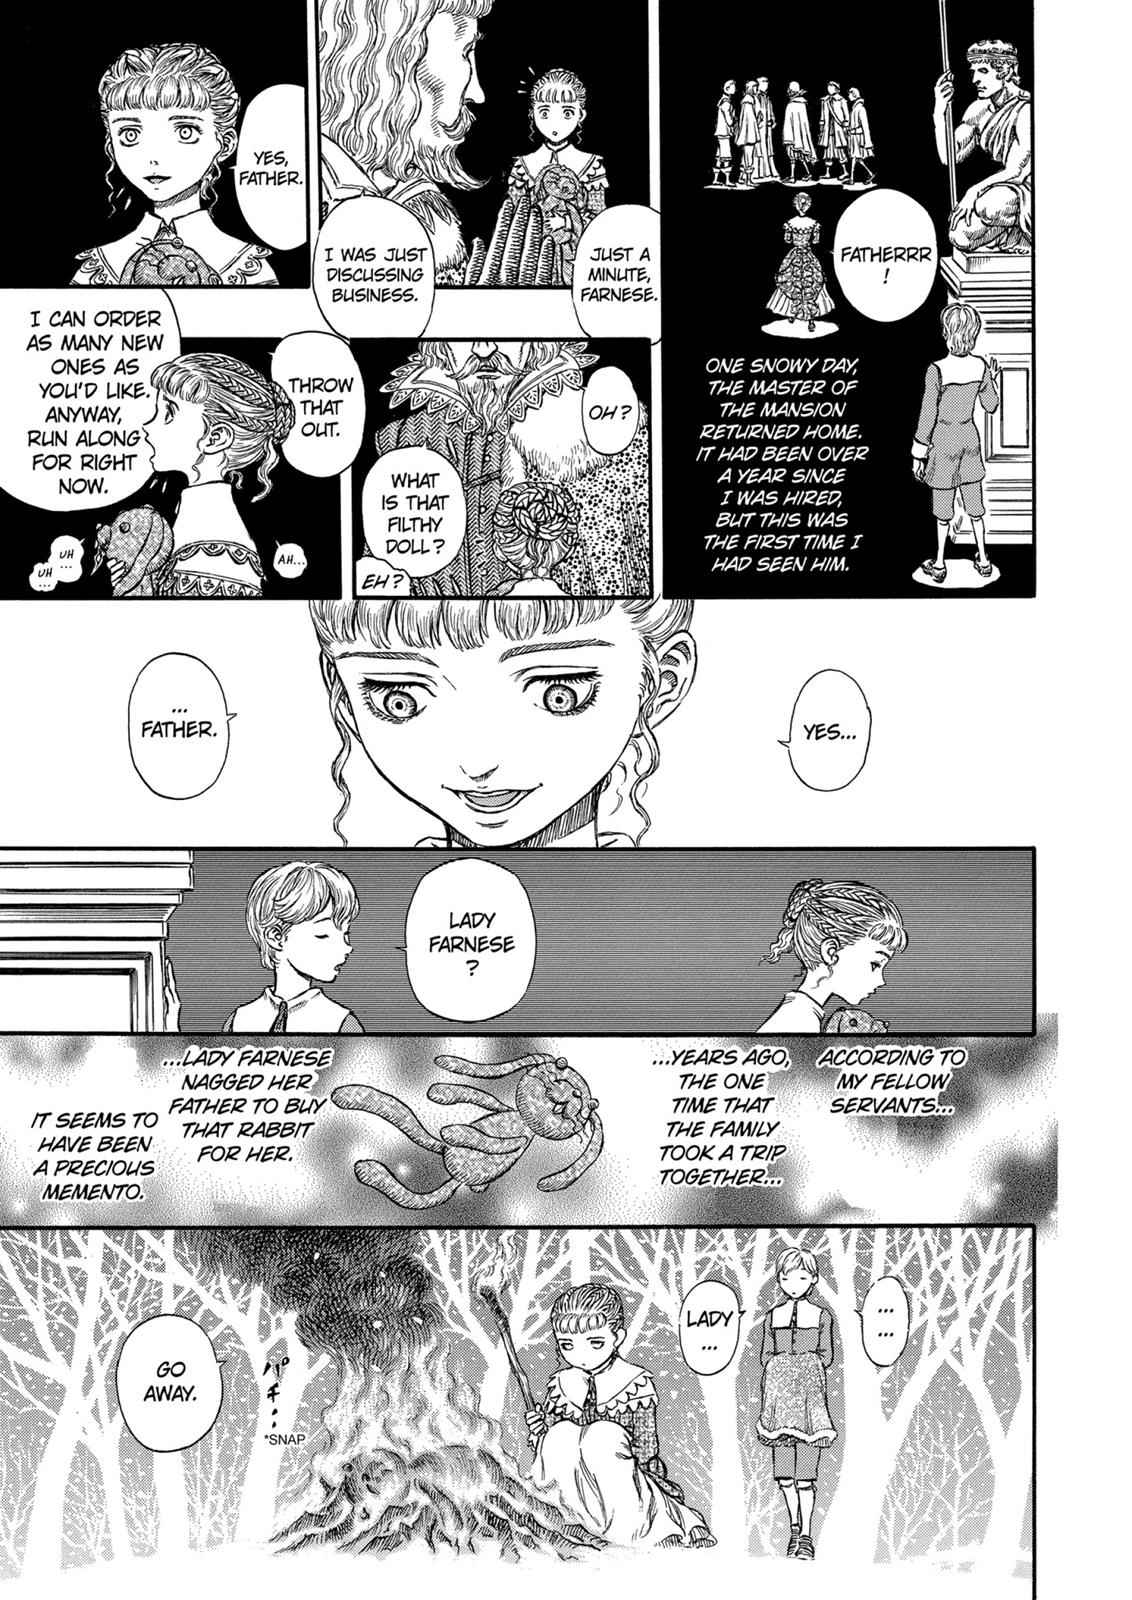 FATHERRR
!
ONE SNOWY DAY,
THE MASTER OF
THE MANSION
RETURNED HOME.
IT HAD BEEN OVER
A YEAR SINCE
I WAS HIRED,
BUT THIS WAS
THE FIRST TIME I
HAD SEEN HIM.
JUST A
MINUTE,
FARNESE.
I WAS JUST
DISCUSSING
BUSINESS.
YES,
FATHER.
OH?
WHAT
IS THAT
FILTHY
DOLL?
EH?
THROW
THAT
OUT.
I CAN ORDER
AS MANY NEW
ONES AS
YOU'D LIKE.
ANYWAY,
RUN ALONG
FOR RIGHT
NOW.
AH...
UH
...
UH
...
YES...
...
FATHER.
LADY
FARNESE
?
ACCORDING TO
MY FELLOW
SERVANTS...
...YEARS AGO,
THE ONE
TIME THAT
THE FAMILY
TOOK A TRIP
TOGETHER...
...LADY FARNESE
NAGGED HER
FATHER TO BUY
THAT RABBIT
FOR HER.
IT SEEMS TO
HAVE BEEN
A PRECIOUS
MEMENTO.
...
...
LADY
...
パチ…
*SNAP
GO
AWAY.